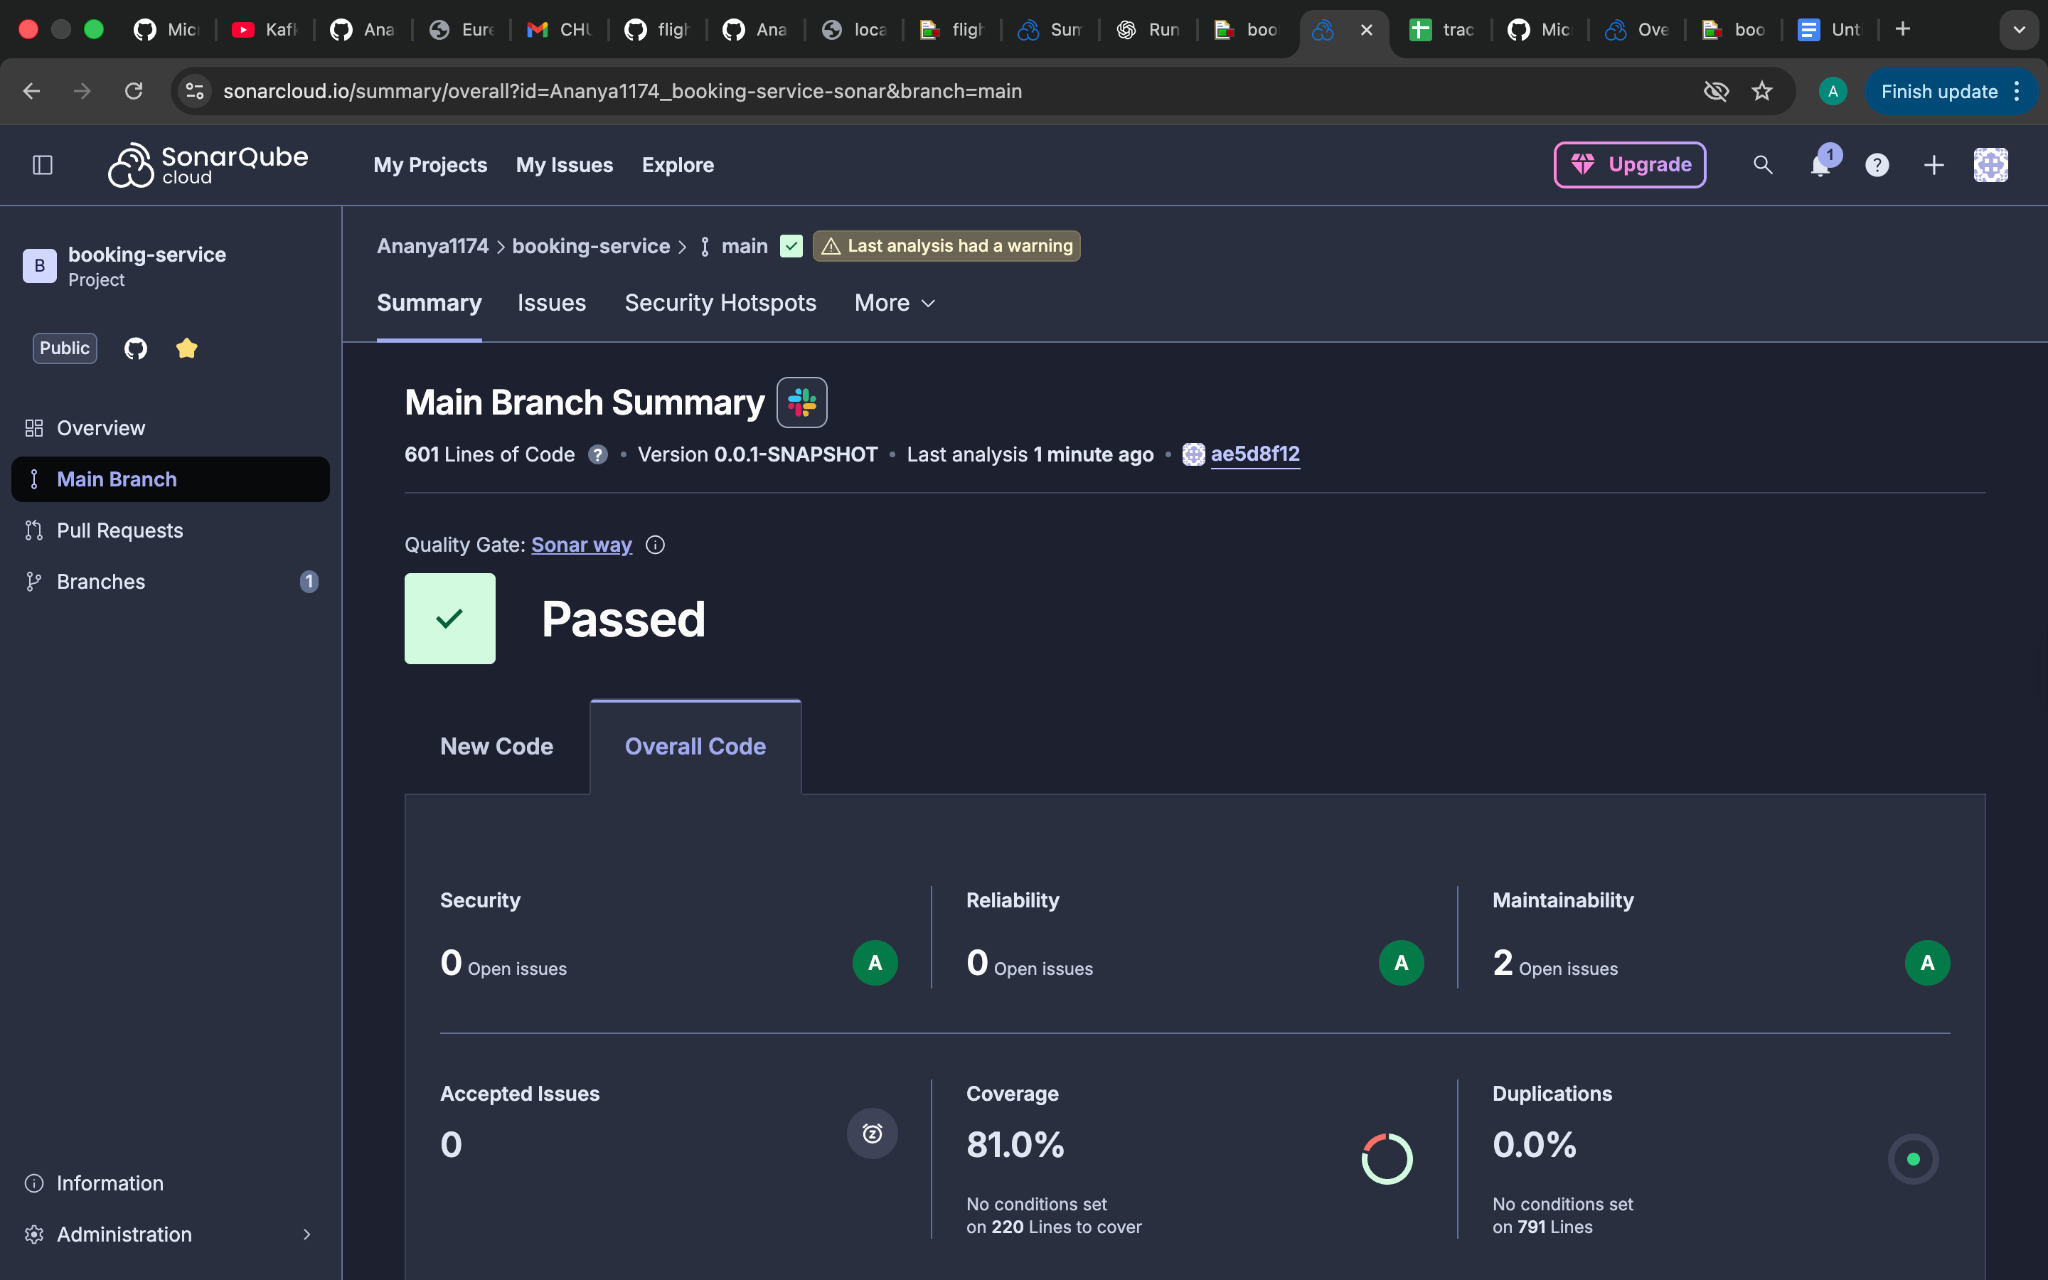 Mic
Kafk
Ana
Eure
CHU
fligh
Ana
loca
fligh
Sum
Run
boo
trac
Mic
Ove
boo
Unt
sonarcloud.io/summary/overall?id=Ananya1174_booking-service-sonar&branch=main
A
Finish update
SonarQube
cloud
My Projects
My Issues
Explore
Upgrade
1
?
B
booking-service
Project
Public
Overview
Main Branch
Pull Requests
Branches
1
Information
Administration
Ananya1174 > booking-service > main
Last analysis had a warning
Summary
Issues
Security Hotspots
More
Main Branch Summary
601 Lines of Code ? • Version 0.0.1-SNAPSHOT • Last analysis 1 minute ago • ae5d8f12
Quality Gate: Sonar way
Passed
New Code
Overall Code
Security
0 Open issues
A
Reliability
0 Open issues
A
Maintainability
2 Open issues
A
Accepted Issues
0
Coverage
81.0%
No conditions set
on 220 Lines to cover
Duplications
0.0%
No conditions set
on 791 Lines